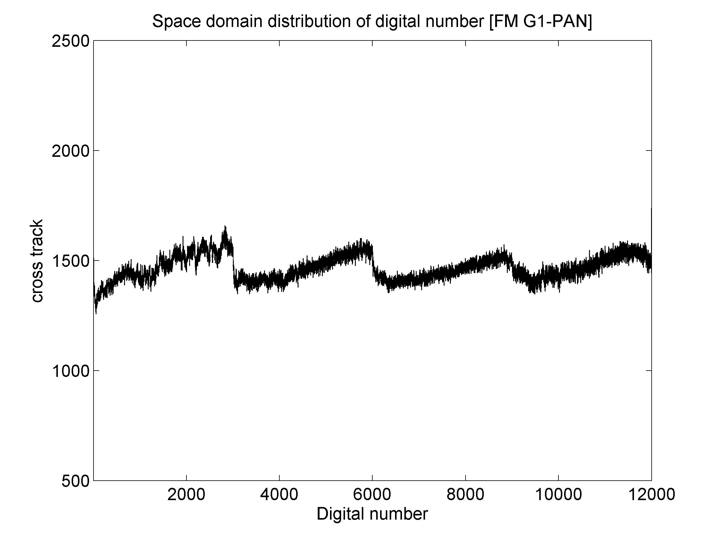 Space domain distribution of digital number [FM G1-PAN]
2500
2000
1500
1000
500
cross track
2000 4000 6000 8000 10000 12000
Digital number